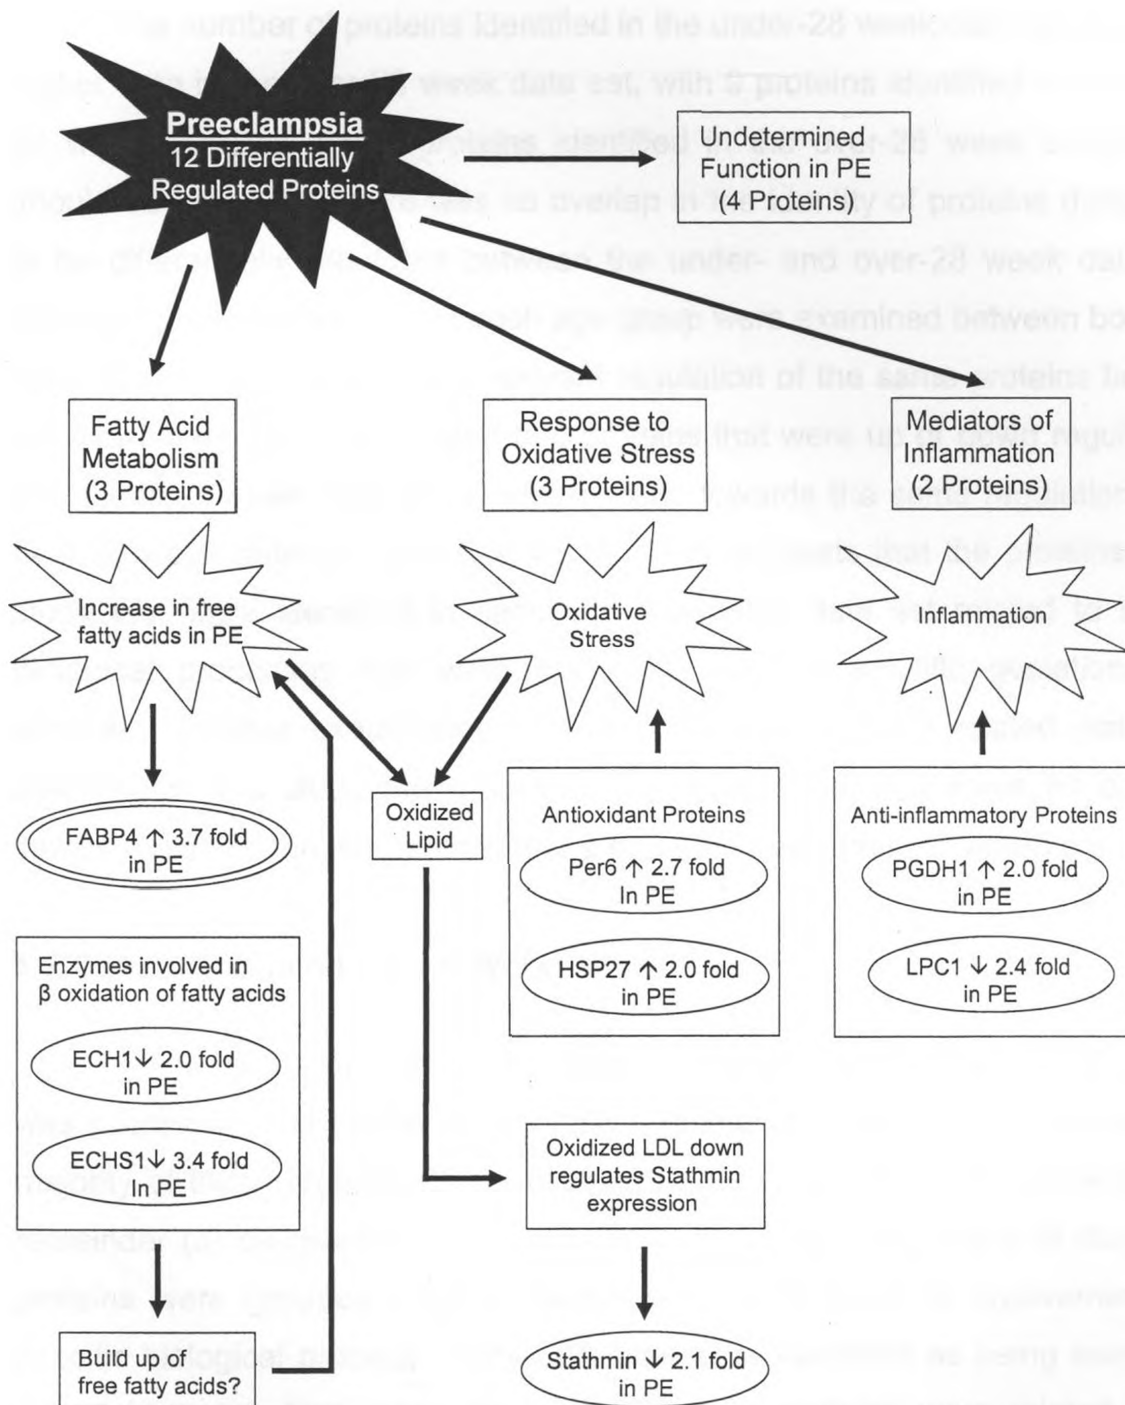 Preeclampsia
12 Differentially
Regulated Proteins
Undetermined
Function in PE
(4 Proteins)
Fatty Acid
Metabolism
(3 Proteins)
Response to
Oxidative Stress
(3 Proteins)
Mediators of
Inflammation
(2 Proteins)
Increase in free
fatty acids in PE
Oxidative
Stress
Inflammation
FABP4 ↑ 3.7 fold
in PE
Oxidized
Lipid
Antioxidant Proteins
Per6 ↑ 2.7 fold
In PE
HSP27 ↑ 2.0 fold
in PE
Anti-inflammatory Proteins
PGDH1 ↑ 2.0 fold
in PE
LPC1 ↓ 2.4 fold
in PE
Enzymes involved in
β oxidation of fatty acids
ECH1↓ 2.0 fold
in PE
ECHS1↓ 3.4 fold
In PE
Oxidized LDL down
regulates Stathmin
expression
Build up of
free fatty acids?
Stathmin ↓ 2.1 fold
in PE